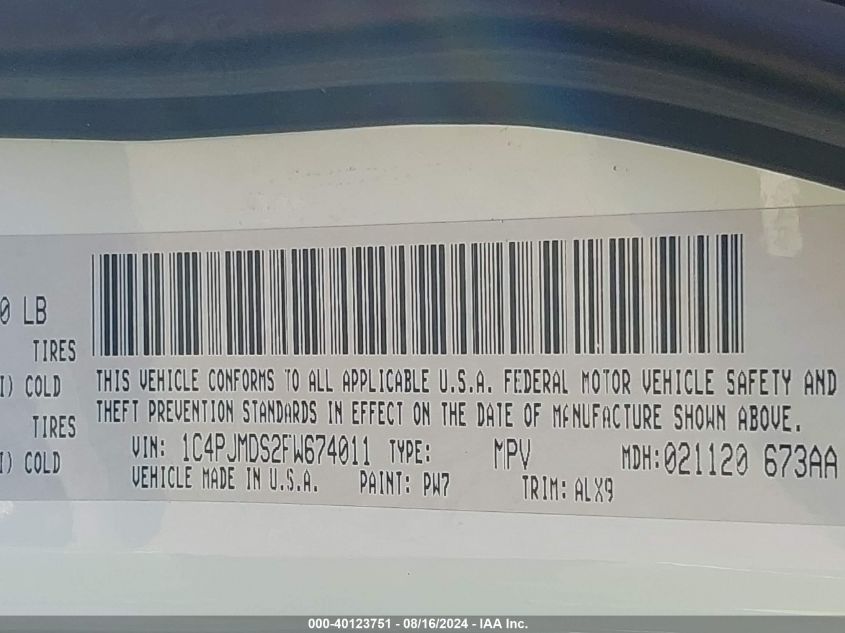 0 LB
TIRES
I) COLD
TIRES
I) COLD
THIS VEHICLE CONFORMS TO ALL APPLICABLE U.S.A. FEDERAL MOTOR VEHICLE SAFETY AND
THEFT PREVENTION STANDARDS IN EFFECT ON THE DATE OF MANUFACTURE SHOWN ABOVE.
VIN: 1C4PJMDS2FW674011 TYPE: MPV MDH:021120 673AA
VEHICLE MADE IN U.S.A. PAINT: PW7 TRIM: ALX9
000-40123751 - 08/16/2024 - IAA Inc.